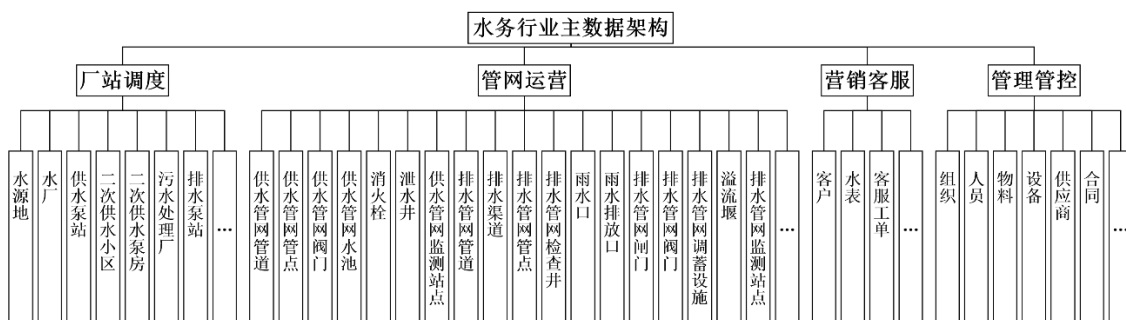 水务行业主数据架构
厂站调度
管网运营
营销客服
管理管控
水源地
水厂
供水泵站
二次供水小区
二次供水泵房
污水处理厂
排水泵站
…
供水管网管道
供水管网管点
供水管网阀门
供水管网水池
消火栓
泄水井
供水管网监测站点
排水管网管道
排水渠道
排水管网管点
排水管网检查井
雨水口
雨水排放口
排水管网闸门
排水管网阀门
排水管网调蓄设施
溢流堰
排水管网监测站点
…
客户
水表
客服工单
…
组织
人员
物料
设备
供应商
合同
…